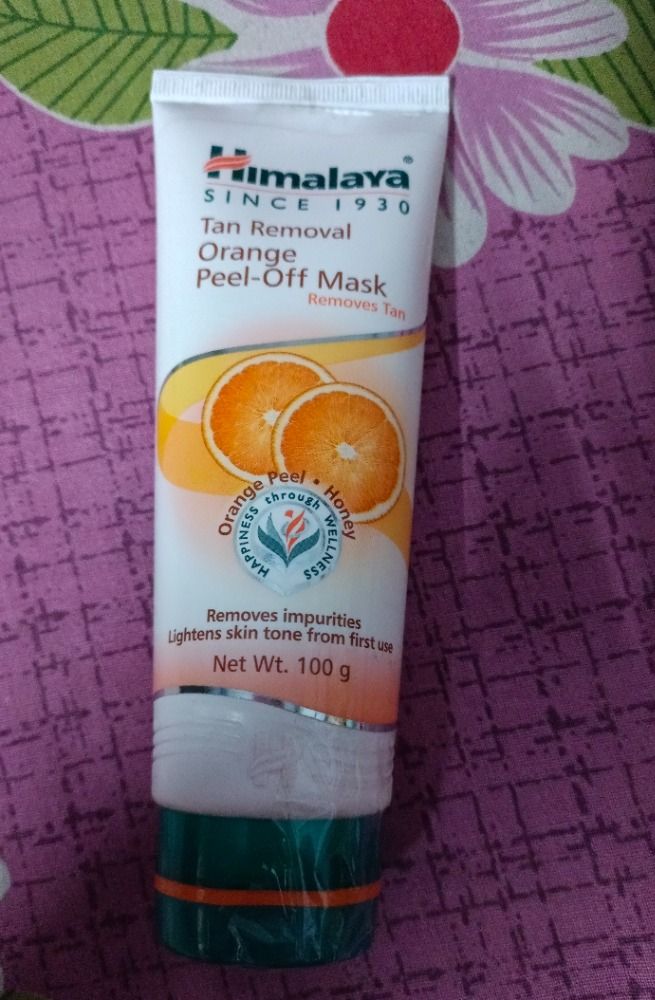 Himalaya®
SINCE 1930
Tan Removal
Orange
Peel-Off Mask
Removes Tan
Orange Peel • Honey
HAPPINESS through WELLNESS
Removes impurities
Lightens skin tone from first use
Net Wt. 100 g